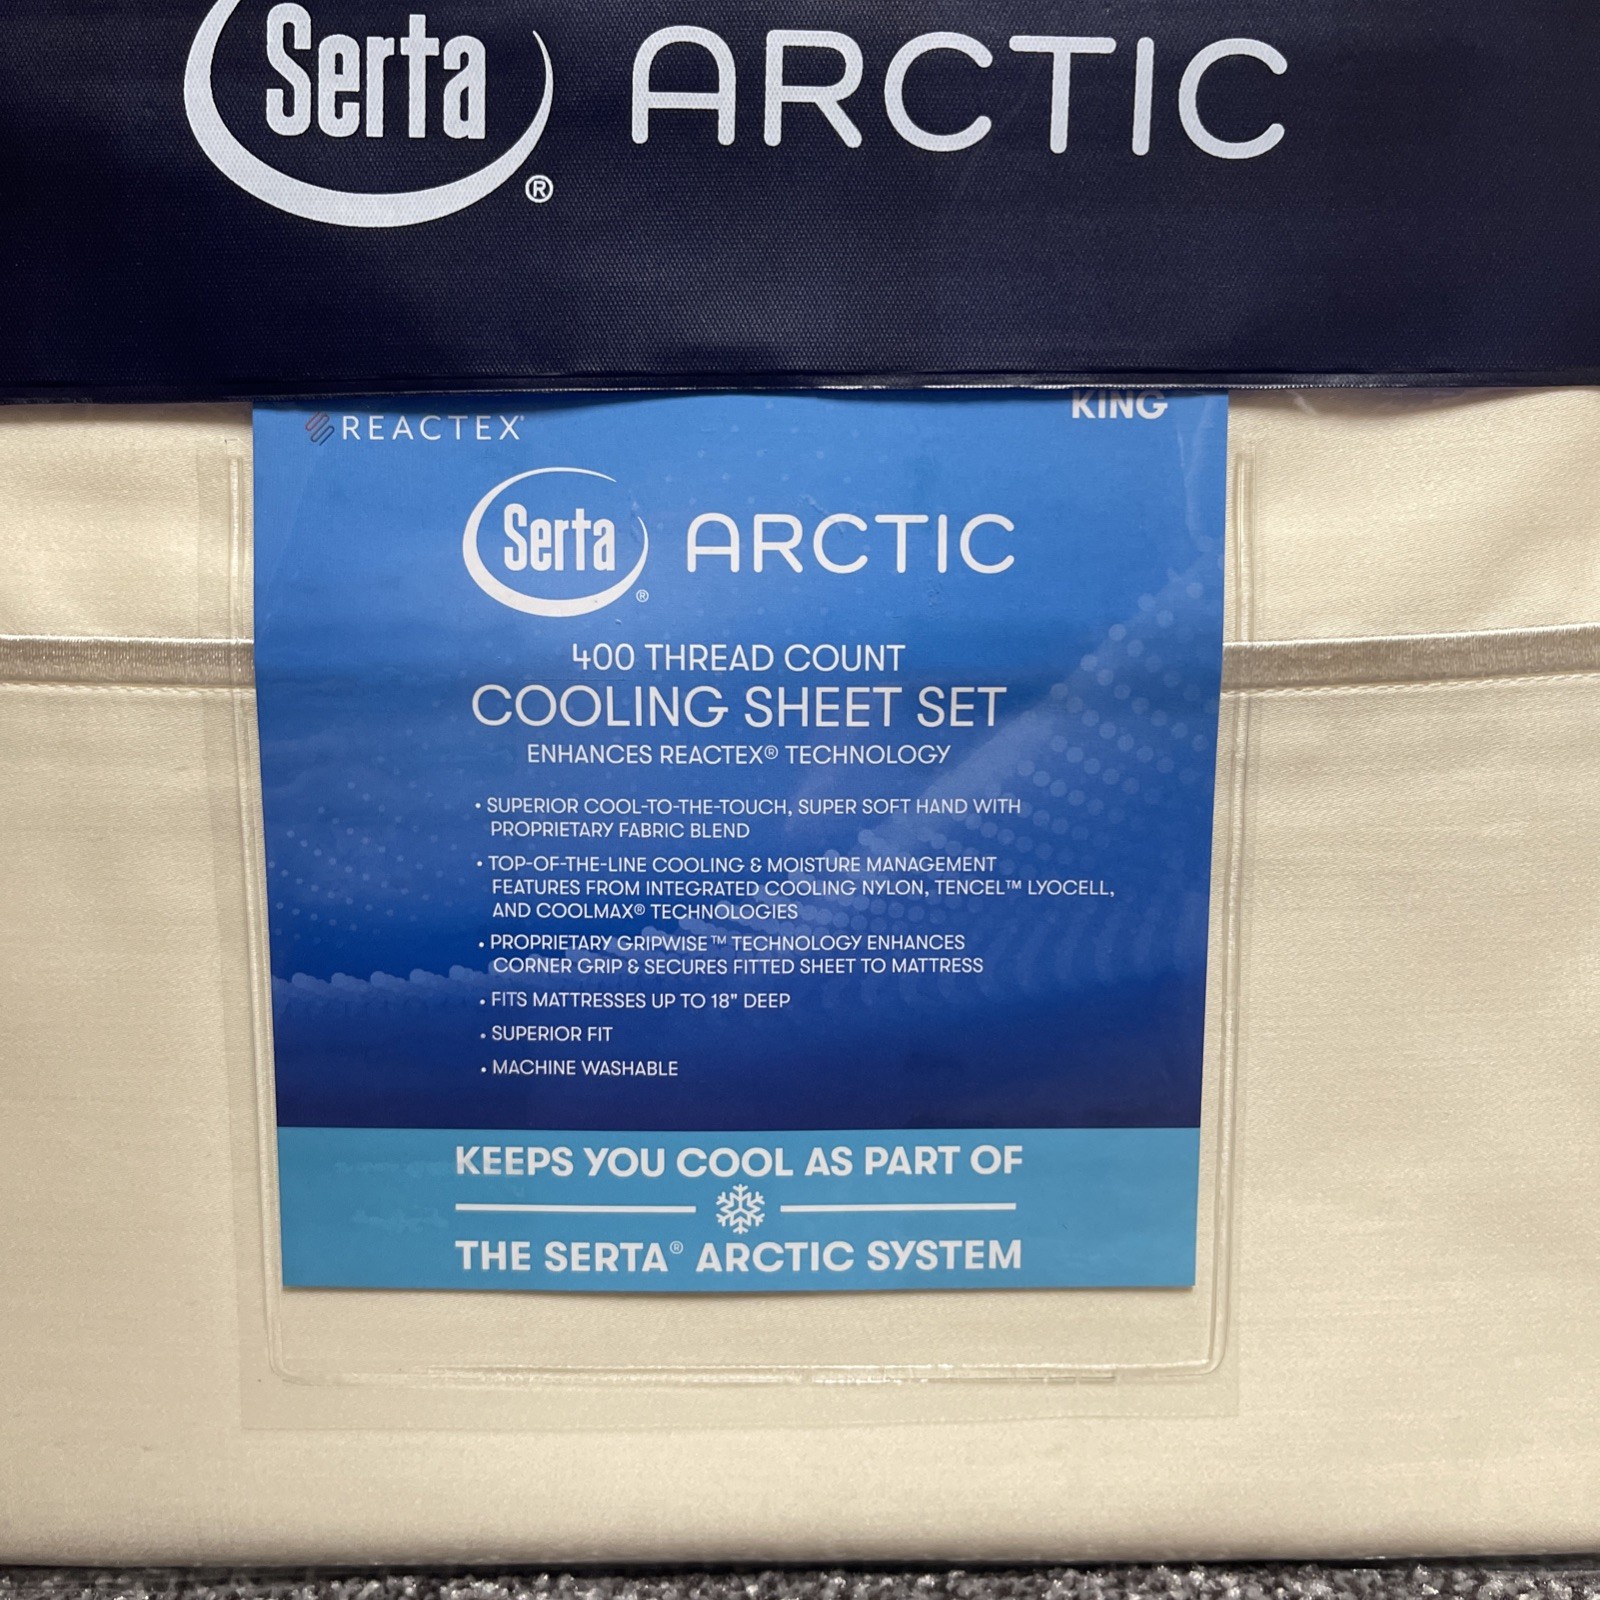 Serta® ARCTIC
REACTEX® KING
Serta® ARCTIC
400 THREAD COUNT
COOLING SHEET SET
ENHANCES REACTEX® TECHNOLOGY
• SUPERIOR COOL-TO-THE-TOUCH, SUPER SOFT HAND WITH
PROPRIETARY FABRIC BLEND
• TOP-OF-THE-LINE COOLING & MOISTURE MANAGEMENT
FEATURES FROM INTEGRATED COOLING NYLON, TENCEL™ LYOCELL,
AND COOLMAX® TECHNOLOGIES
• PROPRIETARY GRIPWISE™ TECHNOLOGY ENHANCES
CORNER GRIP & SECURES FITTED SHEET TO MATTRESS
• FITS MATTRESSES UP TO 18" DEEP
• SUPERIOR FIT
• MACHINE WASHABLE
KEEPS YOU COOL AS PART OF
THE SERTA® ARCTIC SYSTEM